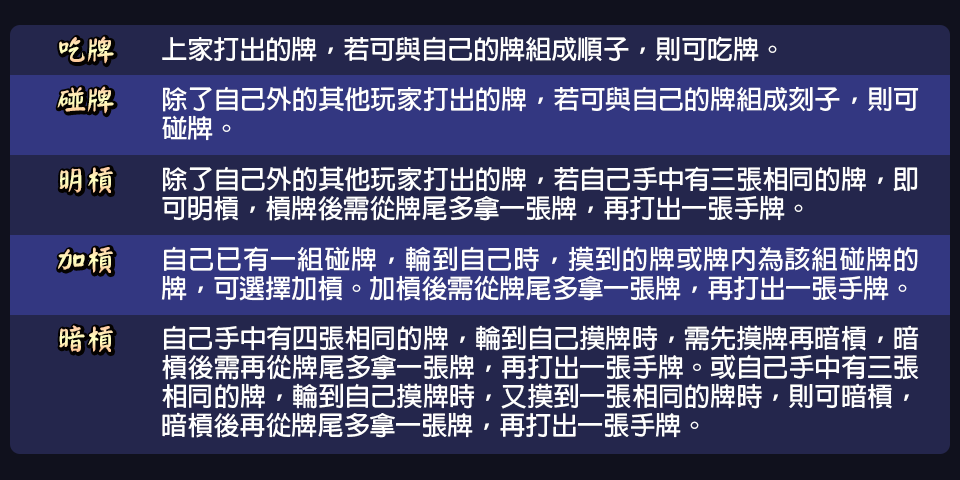 吃牌
上家打出的牌，若可與自己的牌組成順子，則可吃牌。
碰牌
除了自己外的其他玩家打出的牌，若可與自己的牌組成刻子，則可
碰牌。
明槓
除了自己外的其他玩家打出的牌，若自己手中有三張相同的牌，即
可明槓，槓牌後需從牌尾多拿一張牌，再打出一張手牌。
加槓
自己已有一組碰牌，輪到自己時，摸到的牌或牌内為該組碰牌的
牌，可選擇加槓。加槓後需從牌尾多拿一張牌，再打出一張手牌。
暗槓
自己手中有四張相同的牌，輪到自己摸牌時，需先摸牌再暗槓，暗
槓後需再從牌尾多拿一張牌，再打出一張手牌。或自己手中有三張
相同的牌，輪到自己摸牌時，又摸到一張相同的牌時，則可暗槓，
暗槓後再從牌尾多拿一張牌，再打出一張手牌。